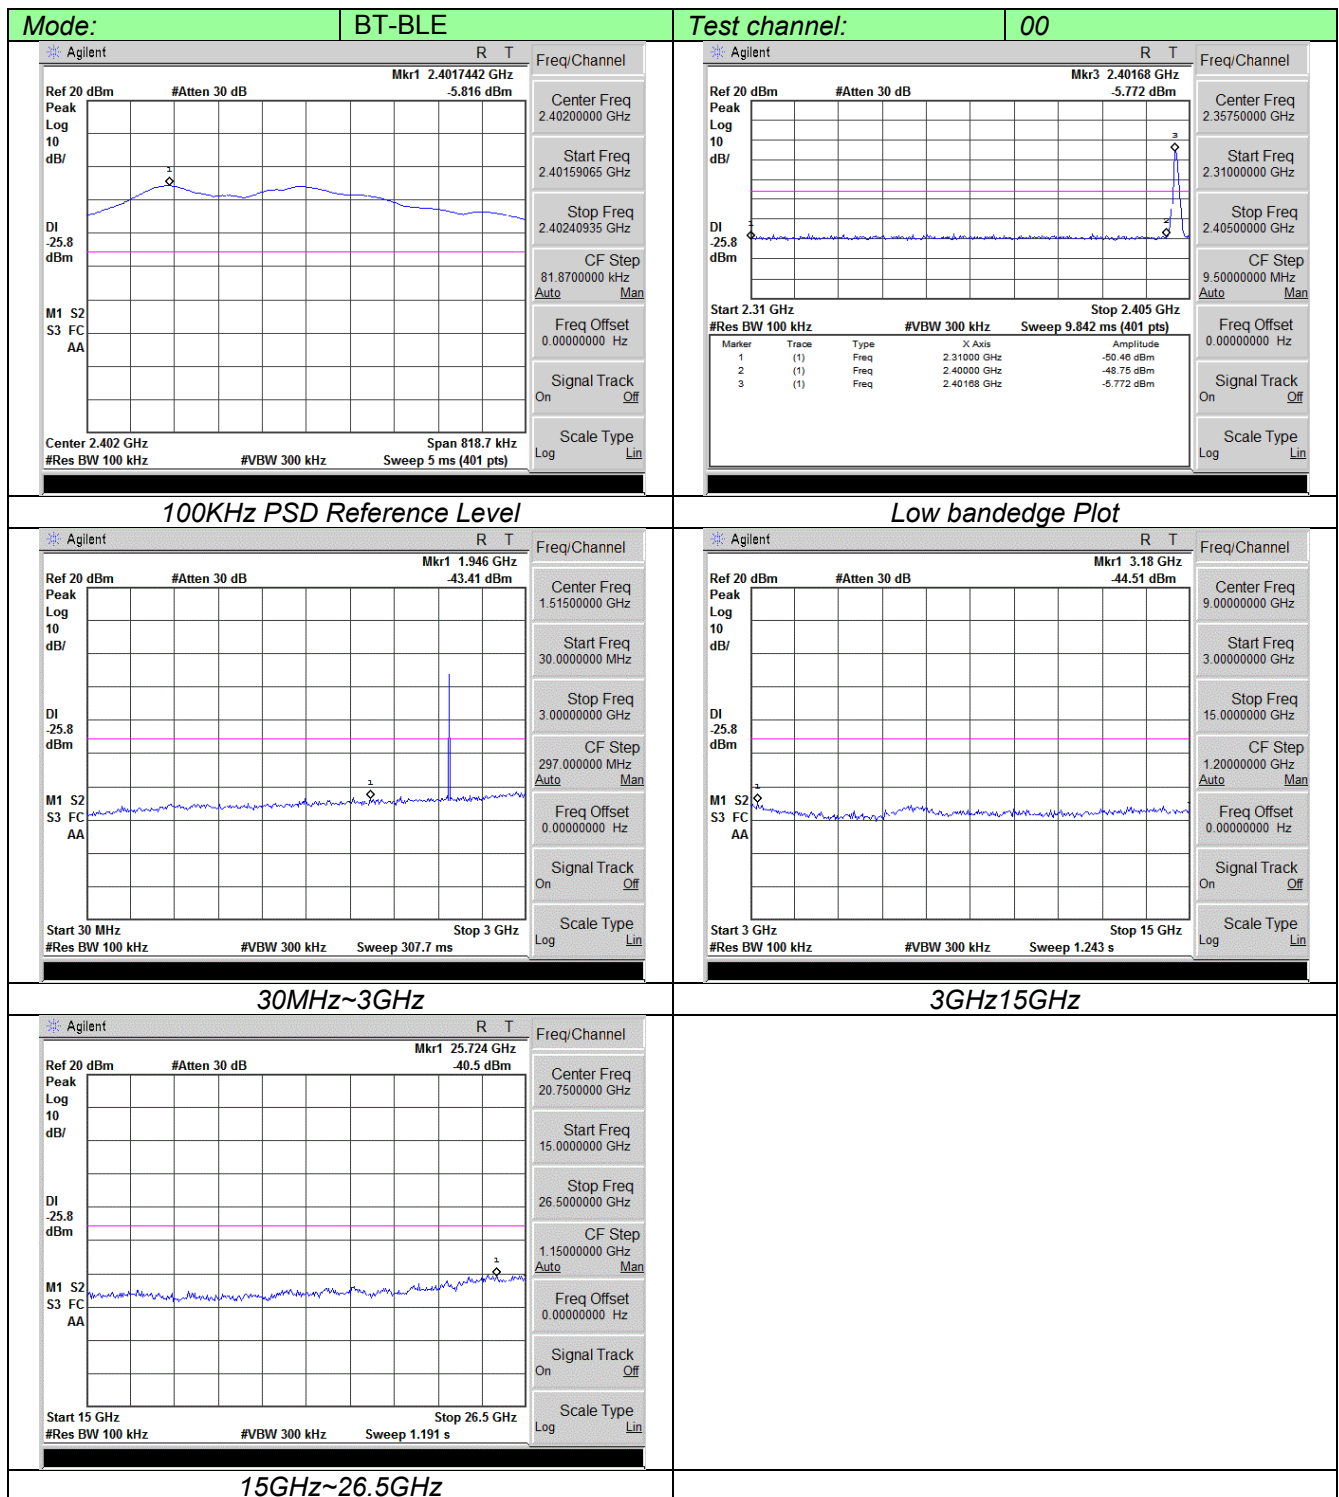 Mode: BT-BLE Test channel: 00
Agilent R T
Mkr1 2.4017442 GHz
Ref 20 dBm #Atten 30 dB -5.816 dBm
Peak
Log
10
dB/
1
DI
-25.8
dBm
M1 S2
S3 FC
AA
Center 2.402 GHz Span 818.7 kHz
#Res BW 100 kHz #VBW 300 kHz Sweep 5 ms (401 pts)
Freq/Channel
Center Freq
2.40200000 GHz
Start Freq
2.40159065 GHz
Stop Freq
2.40240935 GHz
CF Step
81.8700000 kHz
Auto Man
Freq Offset
0.00000000 Hz
Signal Track
On Off
Scale Type
Log Lin
100KHz PSD Reference Level
Agilent R T
Mkr3 2.40168 GHz
Ref 20 dBm #Atten 30 dB -5.772 dBm
Peak
Log
10
dB/
3
1
2
DI
-25.8
dBm
Start 2.31 GHz Stop 2.405 GHz
#Res BW 100 kHz #VBW 300 kHz Sweep 9.842 ms (401 pts)
Marker Trace Type X Axis Amplitude
1 (1) Freq 2.31000 GHz -50.46 dBm
2 (1) Freq 2.40000 GHz -48.75 dBm
3 (1) Freq 2.40168 GHz -5.772 dBm
Freq/Channel
Center Freq
2.35750000 GHz
Start Freq
2.31000000 GHz
Stop Freq
2.40500000 GHz
CF Step
9.50000000 MHz
Auto Man
Freq Offset
0.00000000 Hz
Signal Track
On Off
Scale Type
Log Lin
Low bandedge Plot
Agilent R T
Mkr1 1.946 GHz
Ref 20 dBm #Atten 30 dB -43.41 dBm
Peak
Log
10
dB/
DI
-25.8
dBm
1
M1 S2
S3 FC
AA
Start 30 MHz Stop 3 GHz
#Res BW 100 kHz #VBW 300 kHz Sweep 307.7 ms
Freq/Channel
Center Freq
1.51500000 GHz
Start Freq
30.0000000 MHz
Stop Freq
3.00000000 GHz
CF Step
297.000000 MHz
Auto Man
Freq Offset
0.00000000 Hz
Signal Track
On Off
Scale Type
Log Lin
30MHz~3GHz
Agilent R T
Mkr1 3.18 GHz
Ref 20 dBm #Atten 30 dB -44.51 dBm
Peak
Log
10
dB/
DI
-25.8
dBm
1
M1 S2
S3 FC
AA
Start 3 GHz Stop 15 GHz
#Res BW 100 kHz #VBW 300 kHz Sweep 1.243 s
Freq/Channel
Center Freq
9.00000000 GHz
Start Freq
3.00000000 GHz
Stop Freq
15.0000000 GHz
CF Step
1.20000000 GHz
Auto Man
Freq Offset
0.00000000 Hz
Signal Track
On Off
Scale Type
Log Lin
3GHz15GHz
Agilent R T
Mkr1 25.724 GHz
Ref 20 dBm #Atten 30 dB -40.5 dBm
Peak
Log
10
dB/
DI
-25.8
dBm
1
M1 S2
S3 FC
AA
Start 15 GHz Stop 26.5 GHz
#Res BW 100 kHz #VBW 300 kHz Sweep 1.191 s
Freq/Channel
Center Freq
20.7500000 GHz
Start Freq
15.0000000 GHz
Stop Freq
26.5000000 GHz
CF Step
1.15000000 GHz
Auto Man
Freq Offset
0.00000000 Hz
Signal Track
On Off
Scale Type
Log Lin
15GHz~26.5GHz